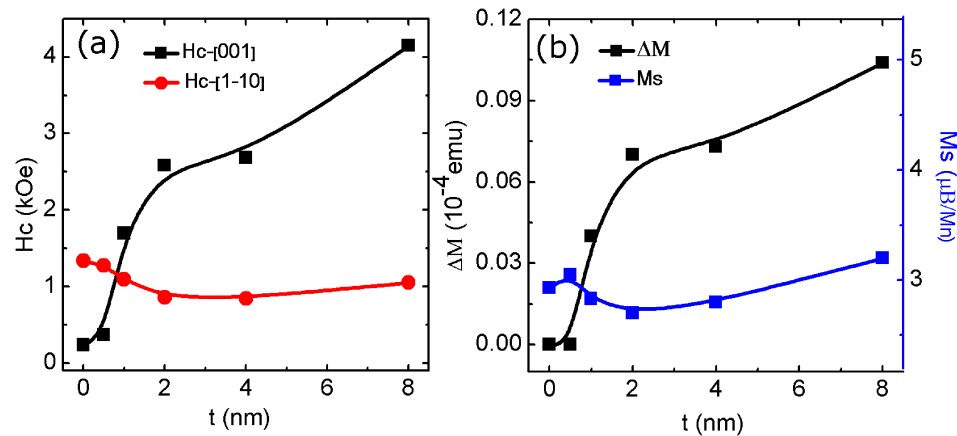 (a)
Hc-[001]
Hc-[1-10]
Hc (kOe)
4
3
2
1
0
0 2 4 6 8
t (nm)
(b)
ΔM
Ms
ΔM (10⁻⁴ emu)
0.12
0.09
0.06
0.03
0.00
0 2 4 6 8
t (nm)
5
4
3
Ms (μB/Mn)